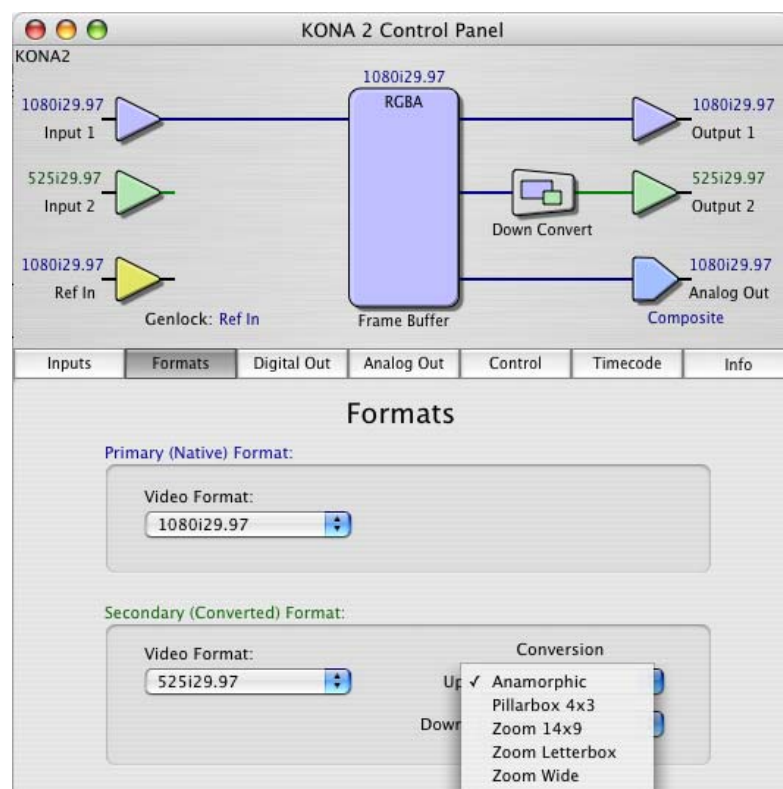 KONA 2 Control Panel
KONA2
1080i29.97
RGBA
1080i29.97
Input 1
1080i29.97
Output 1
525i29.97
Input 2
Down Convert
525i29.97
Output 2
1080i29.97
Ref In
Genlock: Ref In
Frame Buffer
1080i29.97
Analog Out
Composite
Inputs Formats Digital Out Analog Out Control Timecode Info
Formats
Primary (Native) Format:
Video Format:
1080i29.97
Secondary (Converted) Format:
Video Format:
525i29.97
Conversion
Up ✓ Anamorphic
Pillarbox 4x3
Down
Zoom 14x9
Zoom Letterbox
Zoom Wide